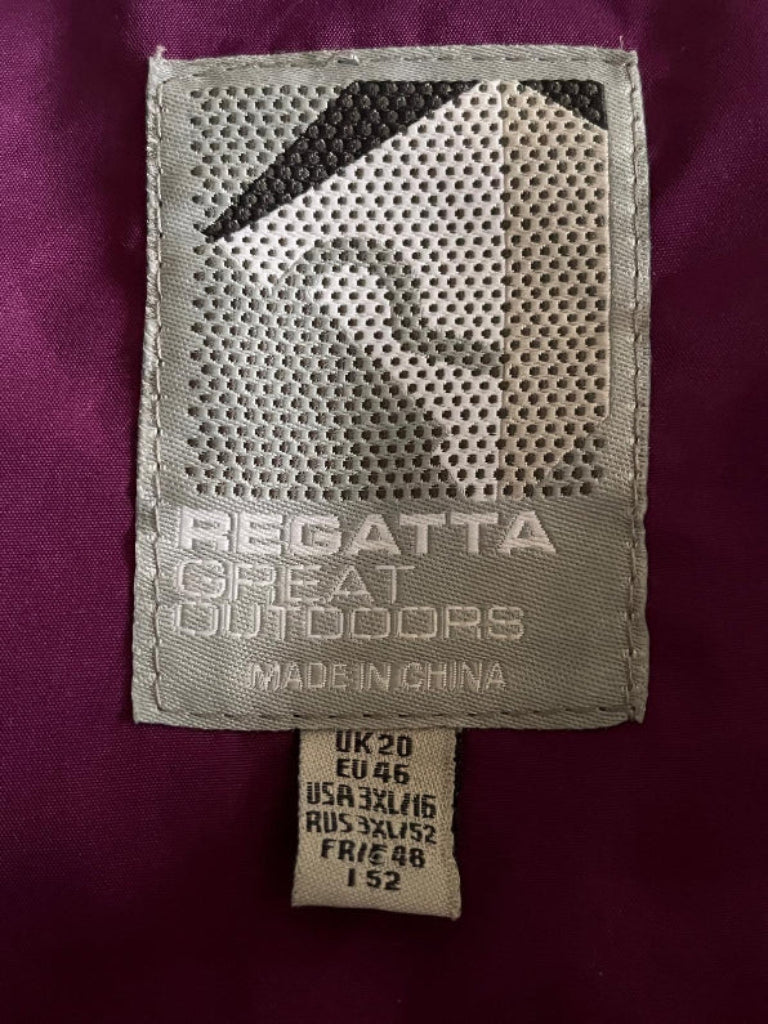 REGATTA
GREAT
OUTDOORS
MADE IN CHINA
UK 20
EU 46
USA 3XL/16
RUS 3XL/52
FR/E 48
I 52